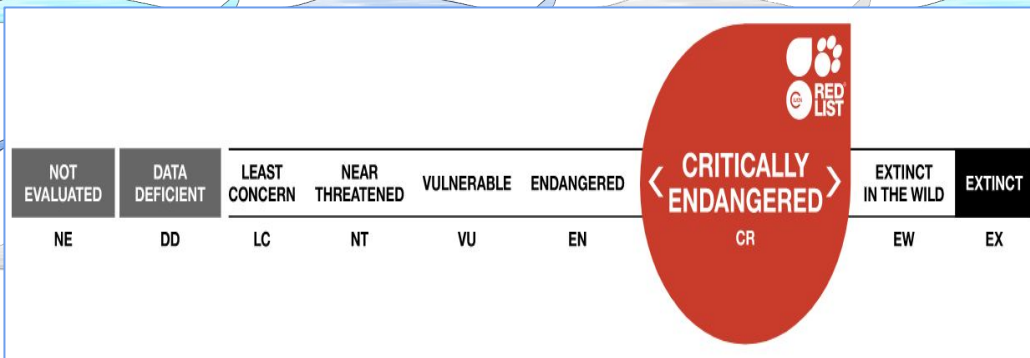 RED
LIST
NOT
EVALUATED
DATA
DEFICIENT
LEAST
CONCERN
NEAR
THREATENED
VULNERABLE
ENDANGERED
< CRITICALLY
ENDANGERED >
EXTINCT
IN THE WILD
EXTINCT
NE
DD
LC
NT
VU
EN
CR
EW
EX